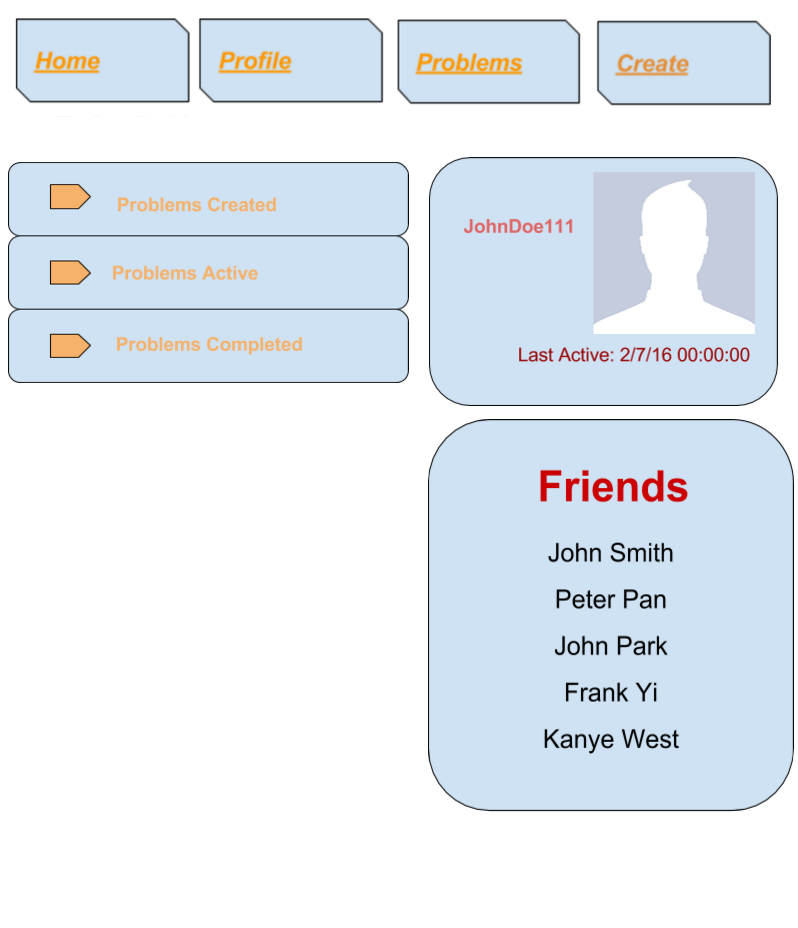 Home
Profile
Problems
Create
Problems Created
Problems Active
Problems Completed
JohnDoe111
Last Active: 2/7/16 00:00:00
Friends
John Smith
Peter Pan
John Park
Frank Yi
Kanye West